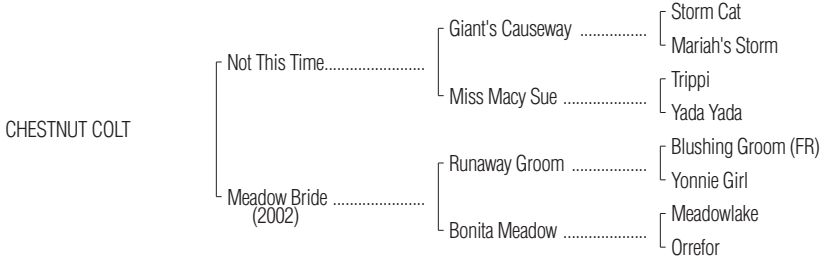 Storm Cat
Giant's Causeway ................
Mariah's Storm
Not This Time........................
Trippi
Miss Macy Sue ....................
Yada Yada
CHESTNUT COLT
Blushing Groom (FR)
Runaway Groom ..................
Yonnie Girl
Meadow Bride ......................
(2002)
Meadowlake
Bonita Meadow ....................
Orrefor